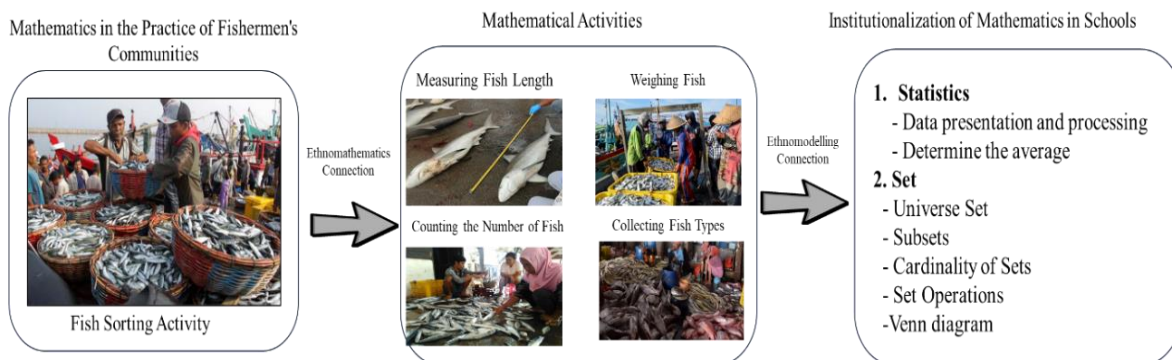 Mathematics in the Practice of Fishermen's
Communities
Fish Sorting Activity
Ethnomathematics
Connection
Mathematical Activities
Measuring Fish Length
Weighing Fish
Counting the Number of Fish
Collecting Fish Types
Ethnomodelling
Connection
Institutionalization of Mathematics in Schools
1. Statistics
- Data presentation and processing
- Determine the average
2. Set
- Universe Set
- Subsets
- Cardinality of Sets
- Set Operations
-Venn diagram